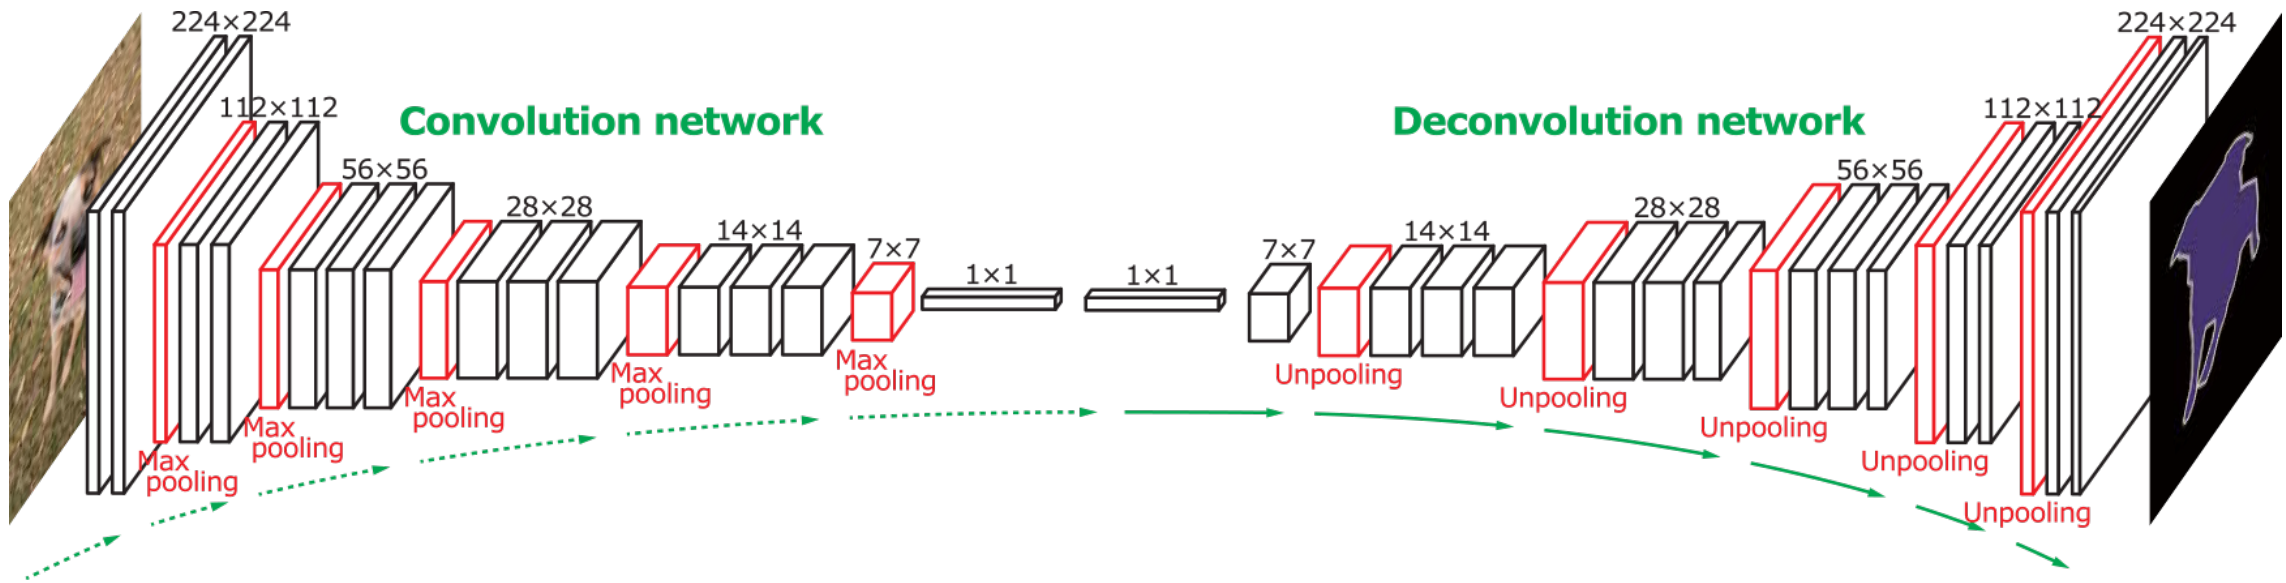 224×224
112×112
Convolution network
56×56
28×28
14×14
7×7
1×1
Max
pooling
Max
pooling
Max
pooling
Max
pooling
Max
pooling
1×1
7×7
14×14
Deconvolution network
28×28
56×56
112×112
224×224
Unpooling
Unpooling
Unpooling
Unpooling
Unpooling